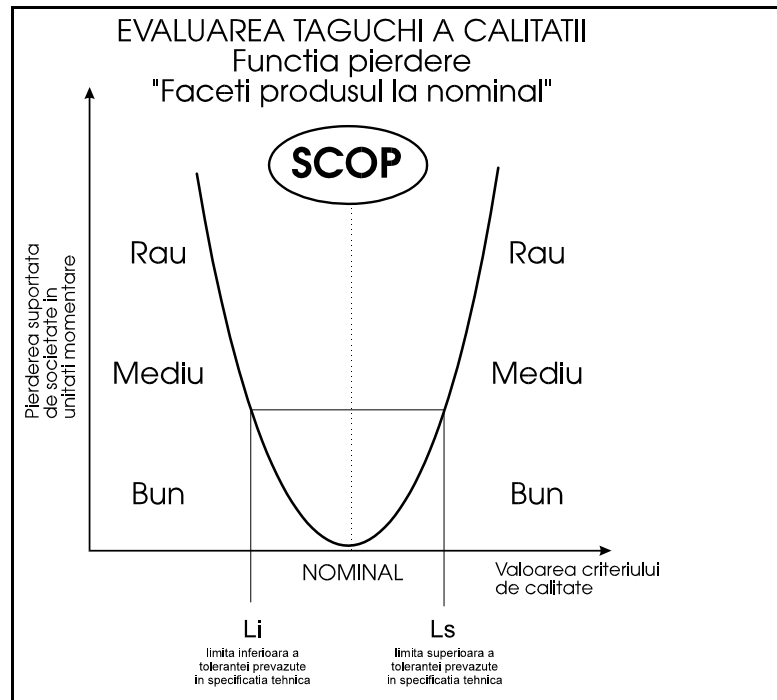 EVALUAREA TAGUCHI A CALITATII
Functia pierdere
"Faceti produsul la nominal"
SCOP
Rau
Rau
Pierderea suportata
de societate in
unitati momentare
Mediu
Mediu
Bun
Bun
NOMINAL
Valoarea criteriului
de calitate
Li
limita inferioara a
tolerantei prevazute
in specificatia tehnica
Ls
limita superioara a
tolerantei prevazute
in specificatia tehnica